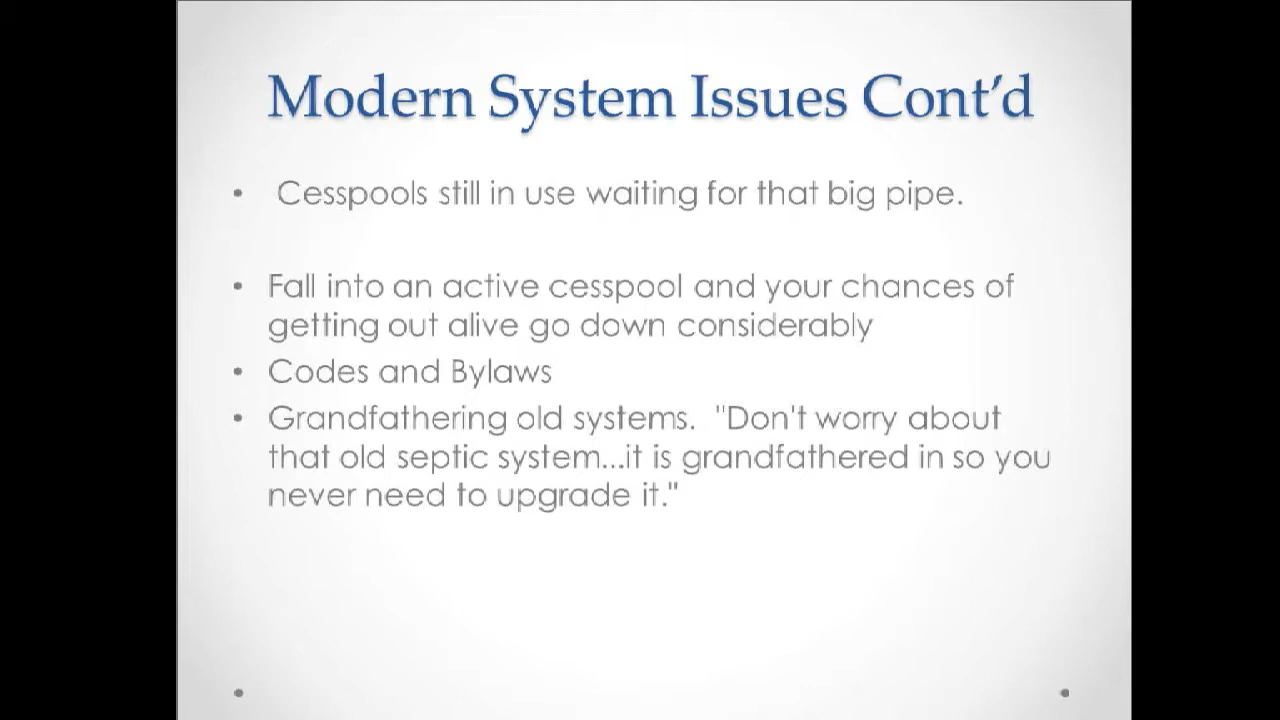 Modern System Issues Cont’d
• Cesspools still in use waiting for that big pipe.
• Fall into an active cesspool and your chances of
getting out alive go down considerably
• Codes and Bylaws
• Grandfathering old systems.  "Don't worry about
that old septic system...it is grandfathered in so you
never need to upgrade it."